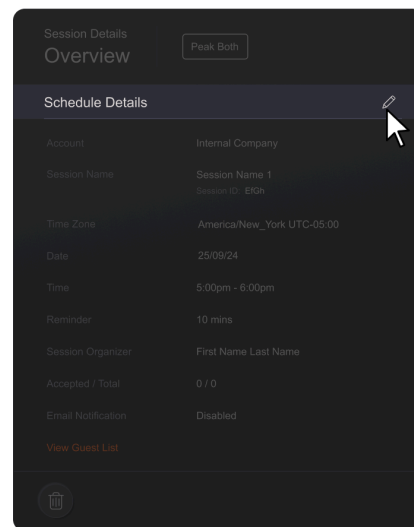 Session Details
Overview
Peak Both
Schedule Details
Account Internal Company
Session Name Session Name 1
Session ID: EfGh
Time Zone America/New_York UTC-05:00
Date 25/09/24
Time 5:00pm - 6:00pm
Reminder 10 mins
Session Organizer First Name Last Name
Accepted / Total 0 / 0
Email Notification Disabled
View Guest List